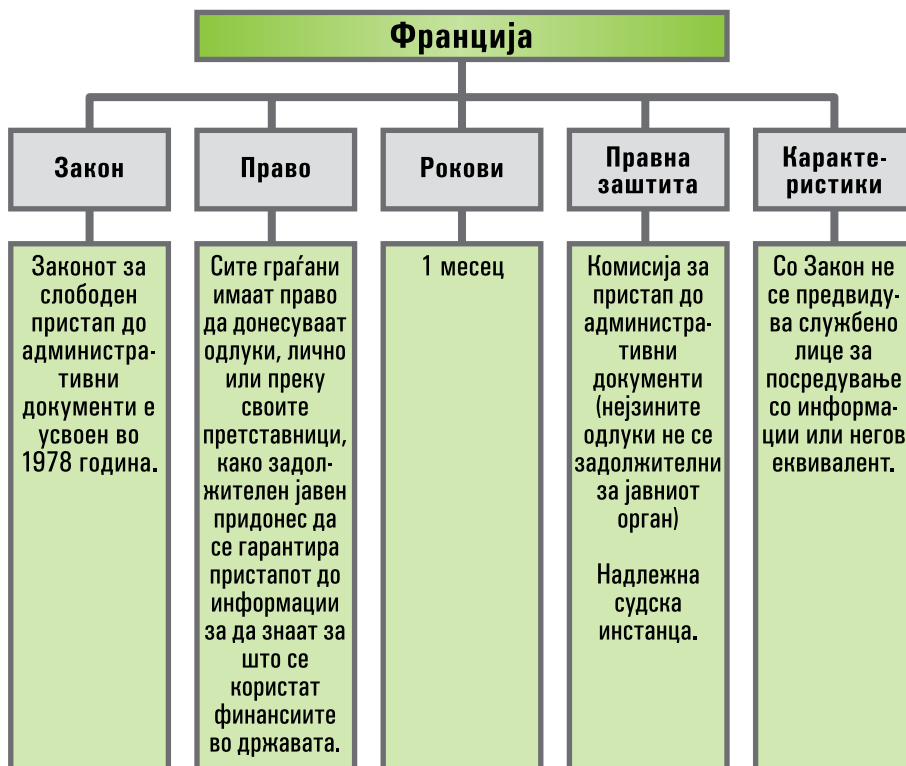 Франција
Закон
Законот за
слободен
пристап до
администра-
тивни
документи е
усвоен во
1978 година.
Право
Сите граѓани
имаат право
да донесуваат
одлуки, лично
или преку
своите
претставници,
како задол-
жителен јавен
придонес да
се гарантира
пристапот до
информации
за да знаат за
што се
користат
финансиите
во државата.
Рокови
1 месец
Правна
заштита
Комисија за
пристап до
администра-
тивни
документи
(нејзините
одлуки не се
задолжителни
за јавниот
орган)
Надлежна
судска
инстанца.
Каракте-
ристики
Со Закон не
се предвиду-
ва службено
лице за
посредување
со информа-
ции или негов
еквивалент.